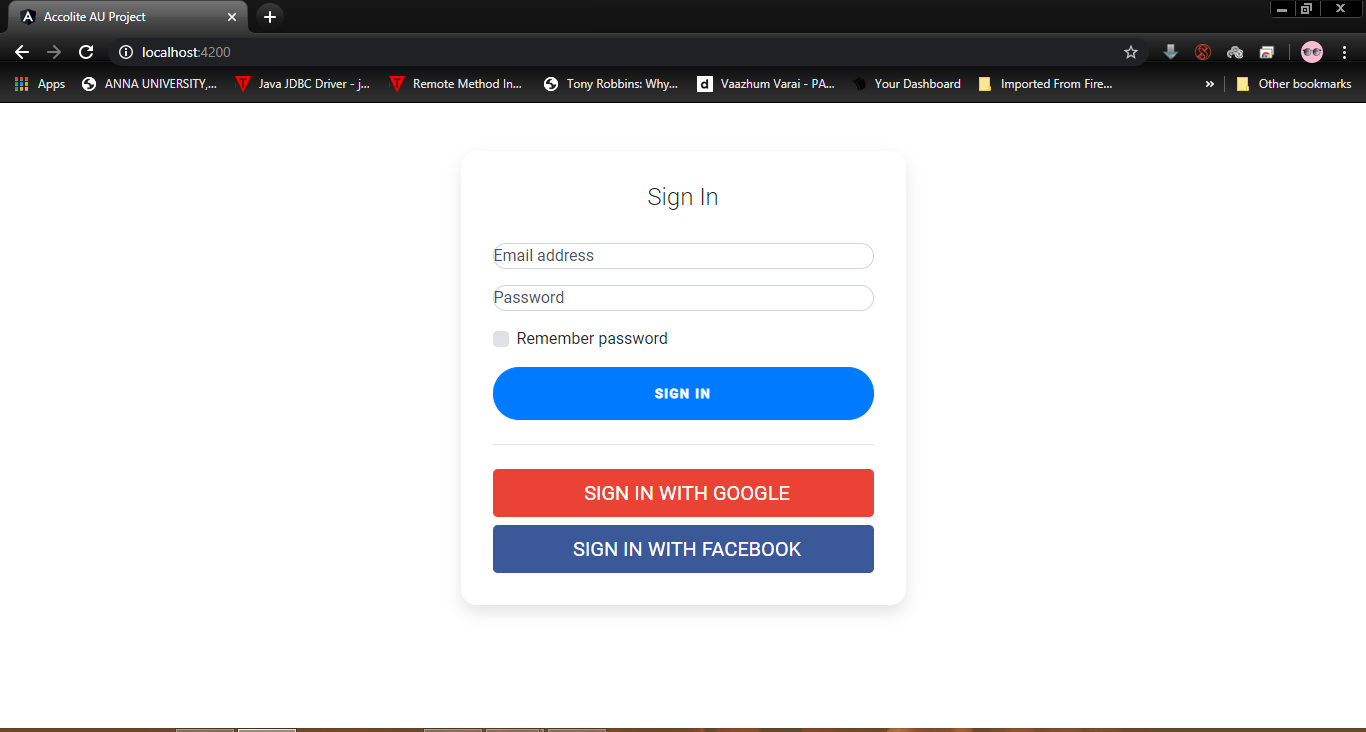 Accolite AU Project
localhost:4200
Apps ANNA UNIVERSITY,... Java JDBC Driver - j... Remote Method In... Tony Robbins: Why... d Vaazhum Varai - PA... Your Dashboard Imported From Fire... » Other bookmarks
Sign In
Email address
Password
Remember password
SIGN IN
SIGN IN WITH GOOGLE
SIGN IN WITH FACEBOOK